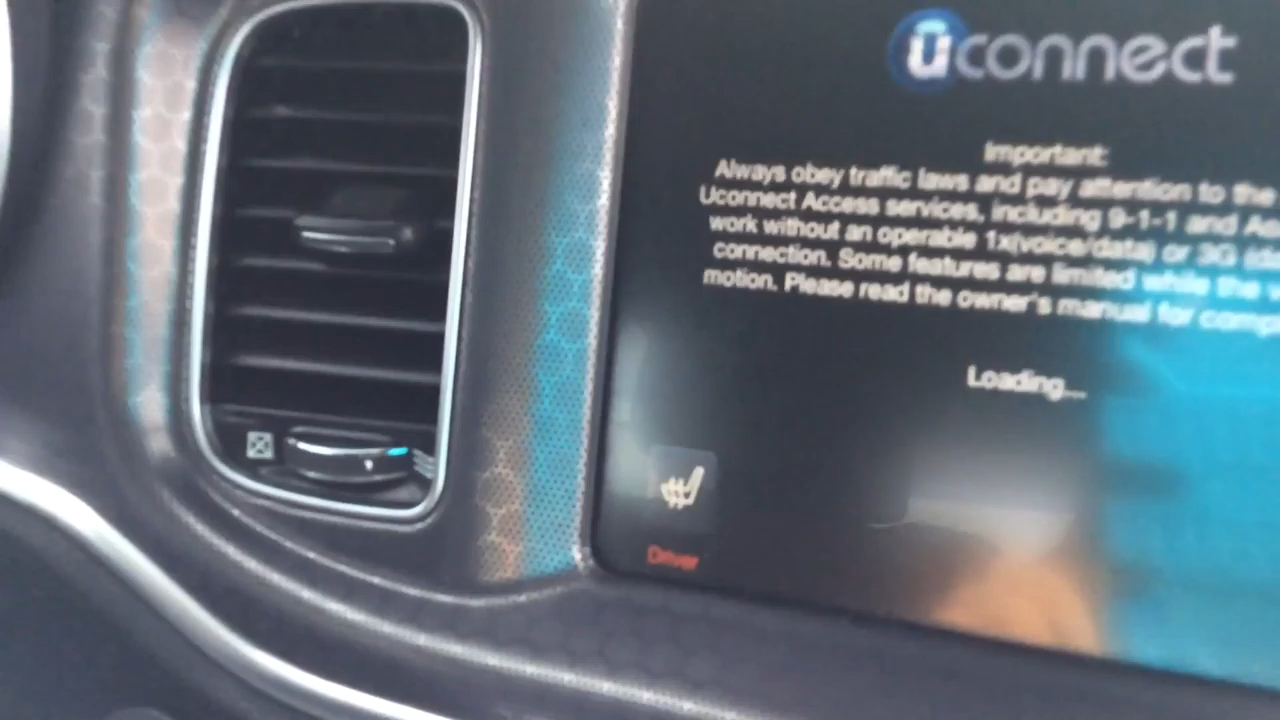 uconnect
Important:
Always obey traffic laws and pay attention to the
Uconnect Access services, including 9-1-1 and
work without an operable 1x(voice/data) or 3G
connection. Some features are limited while the
motion. Please read the owner's manual for
Loading...
Driver